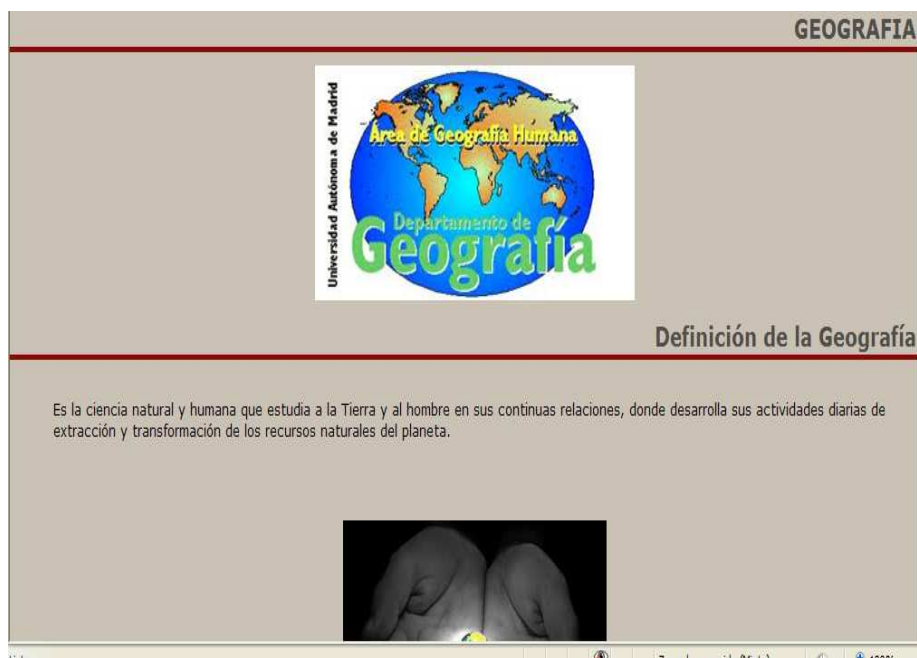 GEOGRAFIA
Universidad Autónoma de Madrid
Área de Geografía Humana
Departamento de
Geografía
Definición de la Geografía
Es la ciencia natural y humana que estudia a la Tierra y al hombre en sus continuas relaciones, donde desarrolla sus actividades diarias de
extracción y transformación de los recursos naturales del planeta.